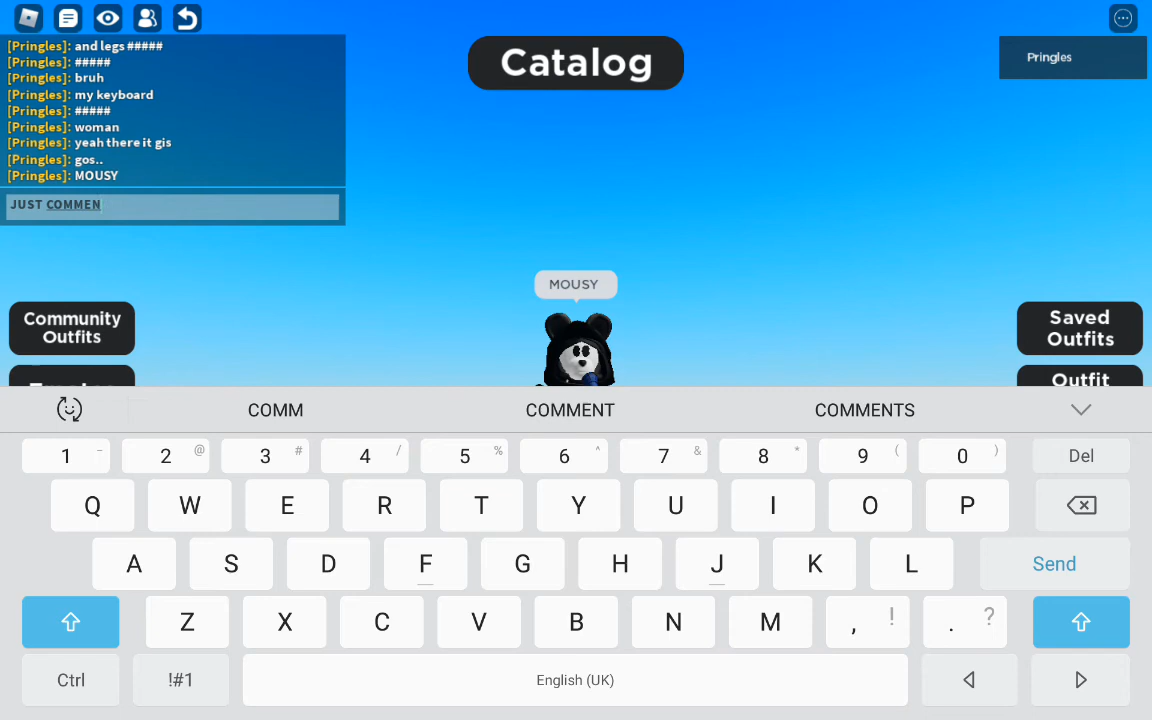 [Pringles]: and legs #####
[Pringles]: #####
[Pringles]: bruh
[Pringles]: my keyboard
[Pringles]: #####
[Pringles]: woman
[Pringles]: yeah there it gis
[Pringles]: gos..
[Pringles]: MOUSY
JUST COMMEN
Catalog
Pringles
MOUSY
Community
Outfits
Saved
Outfits
Outfit
COMM COMMENT COMMENTS
1 - 2 @ 3 # 4 / 5 % 6 ^ 7 & 8 * 9 ( 0 ) Del
Q W E R T Y U I O P
A S D F G H J K L Send
Z X C V B N M , ! . ?
Ctrl !#1 English (UK)